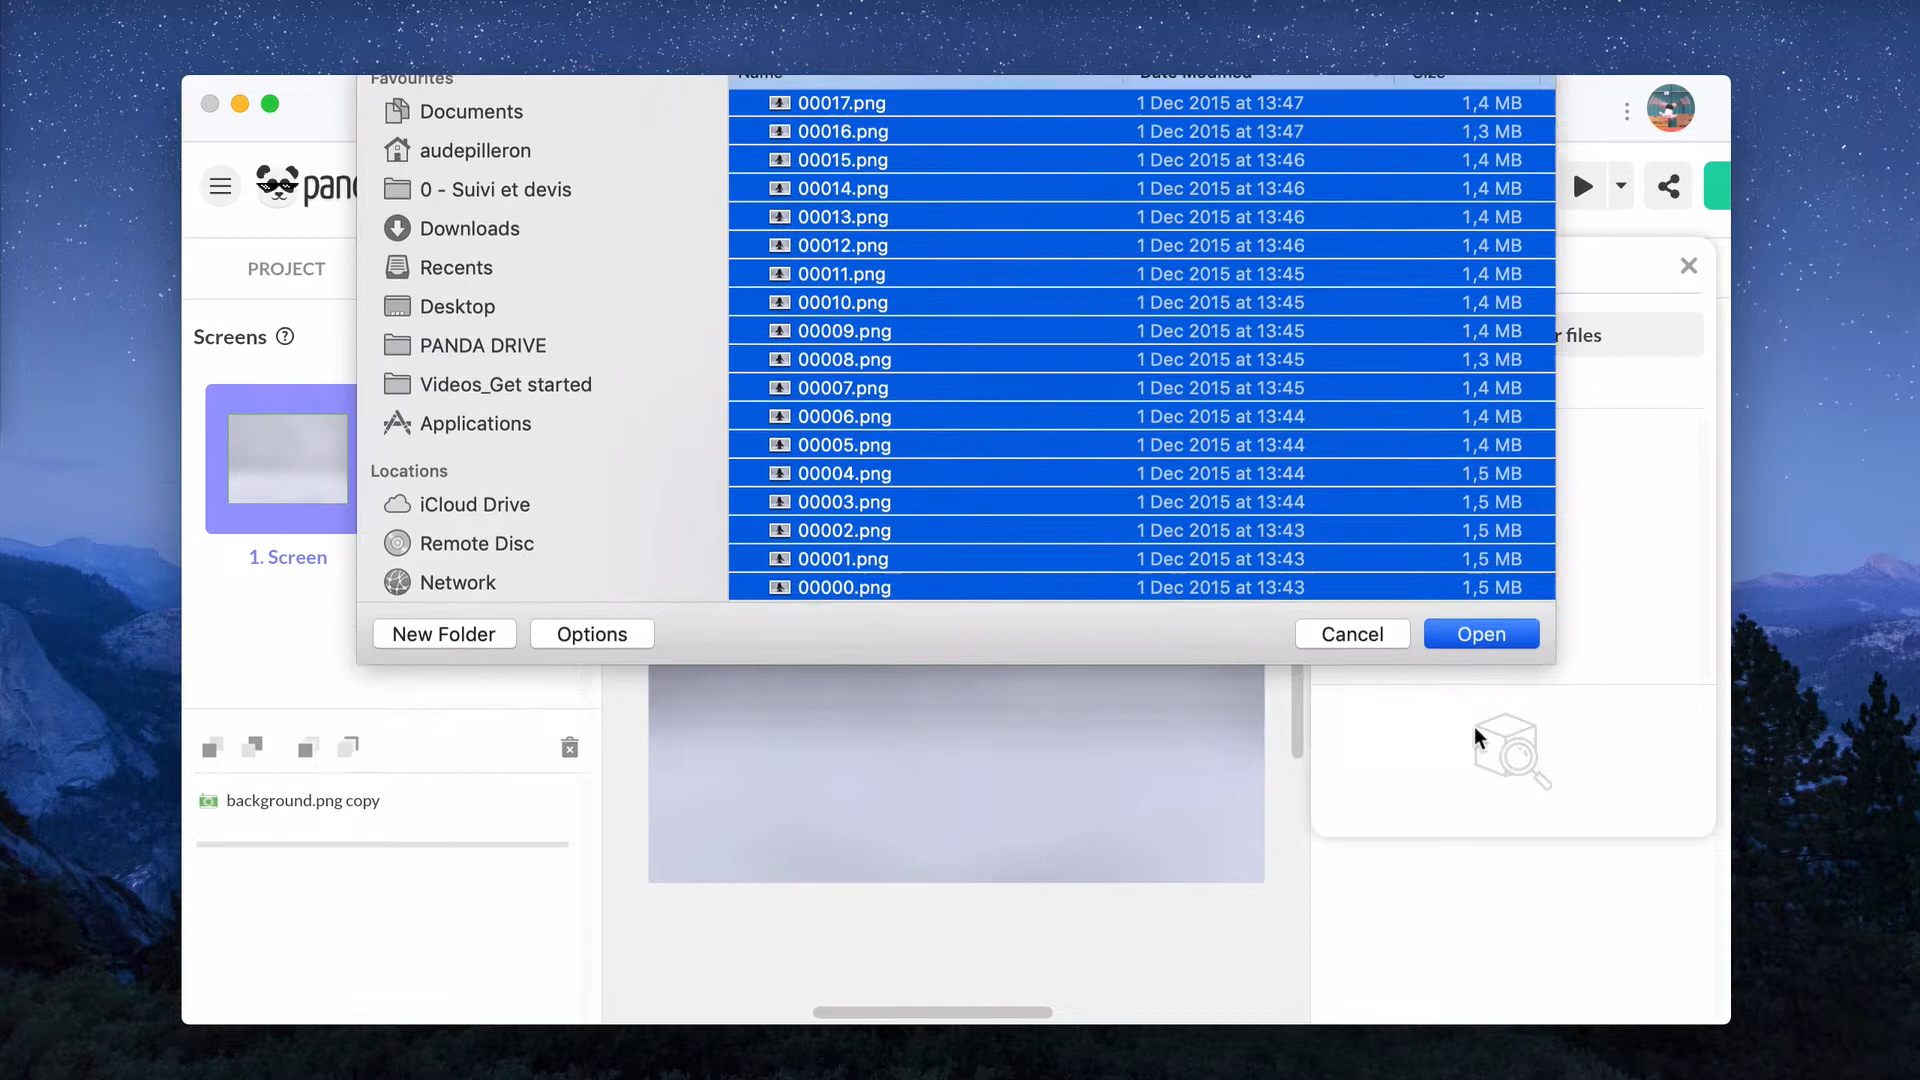 Favourites
Documents
audepilleron
0 - Suivi et devis
Downloads
Recents
Desktop
PANDA DRIVE
Videos_Get started
Applications
Locations
iCloud Drive
Remote Disc
Network
Name Date Modified Size
00017.png 1 Dec 2015 at 13:47 1,4 MB
00016.png 1 Dec 2015 at 13:47 1,3 MB
00015.png 1 Dec 2015 at 13:46 1,4 MB
00014.png 1 Dec 2015 at 13:46 1,4 MB
00013.png 1 Dec 2015 at 13:46 1,4 MB
00012.png 1 Dec 2015 at 13:46 1,4 MB
00011.png 1 Dec 2015 at 13:45 1,4 MB
00010.png 1 Dec 2015 at 13:45 1,4 MB
00009.png 1 Dec 2015 at 13:45 1,4 MB
00008.png 1 Dec 2015 at 13:45 1,3 MB
00007.png 1 Dec 2015 at 13:45 1,4 MB
00006.png 1 Dec 2015 at 13:44 1,4 MB
00005.png 1 Dec 2015 at 13:44 1,4 MB
00004.png 1 Dec 2015 at 13:44 1,5 MB
00003.png 1 Dec 2015 at 13:44 1,5 MB
00002.png 1 Dec 2015 at 13:43 1,5 MB
00001.png 1 Dec 2015 at 13:43 1,5 MB
00000.png 1 Dec 2015 at 13:43 1,5 MB
New Folder
Options
Cancel
Open
pan
PROJECT
Screens
1. Screen
background.png copy
files